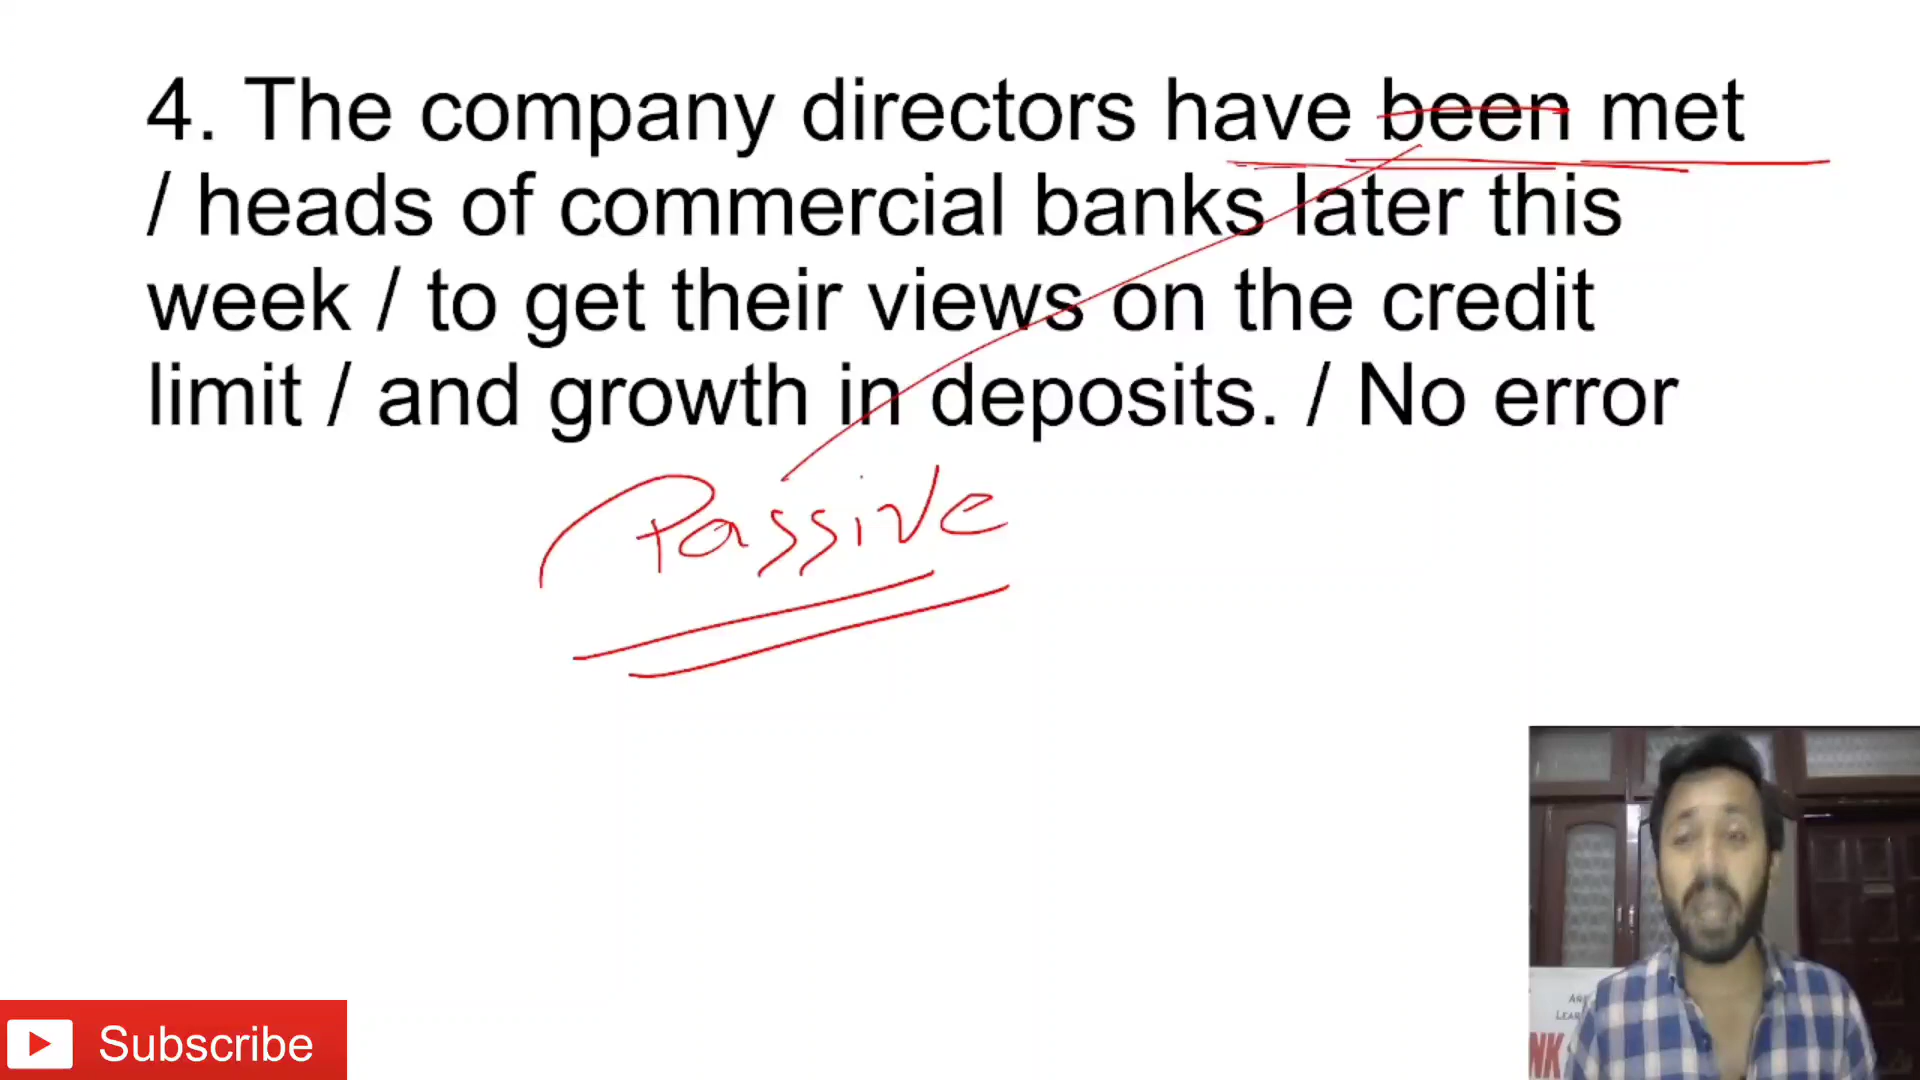 4. The company directors have been met
/ heads of commercial banks later this
week / to get their views on the credit
limit / and growth in deposits. / No error
Passive
Subscribe
NK